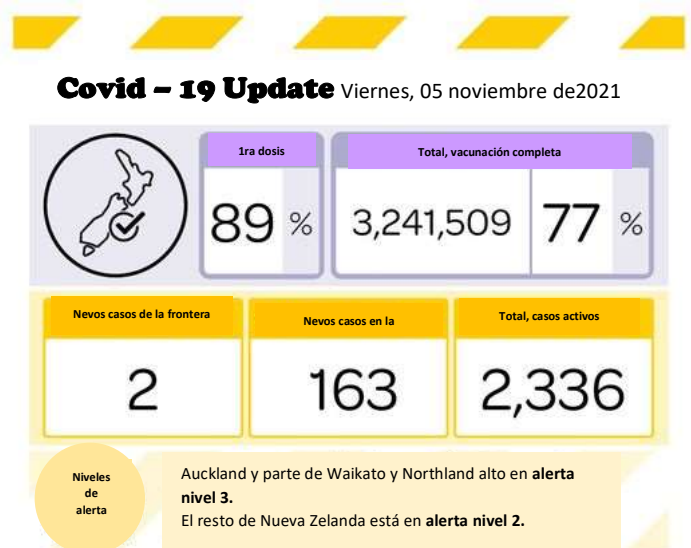 Covid – 19 Update Viernes, 05 noviembre de2021
1ra dosis
Total, vacunación completa
89 %
3,241,509 77 %
Nevos casos de la frontera
Nevos casos en la
Total, casos activos
2
163
2,336
Niveles
de
alerta
Auckland y parte de Waikato y Northland alto en alerta
nivel 3.
El resto de Nueva Zelanda está en alerta nivel 2.